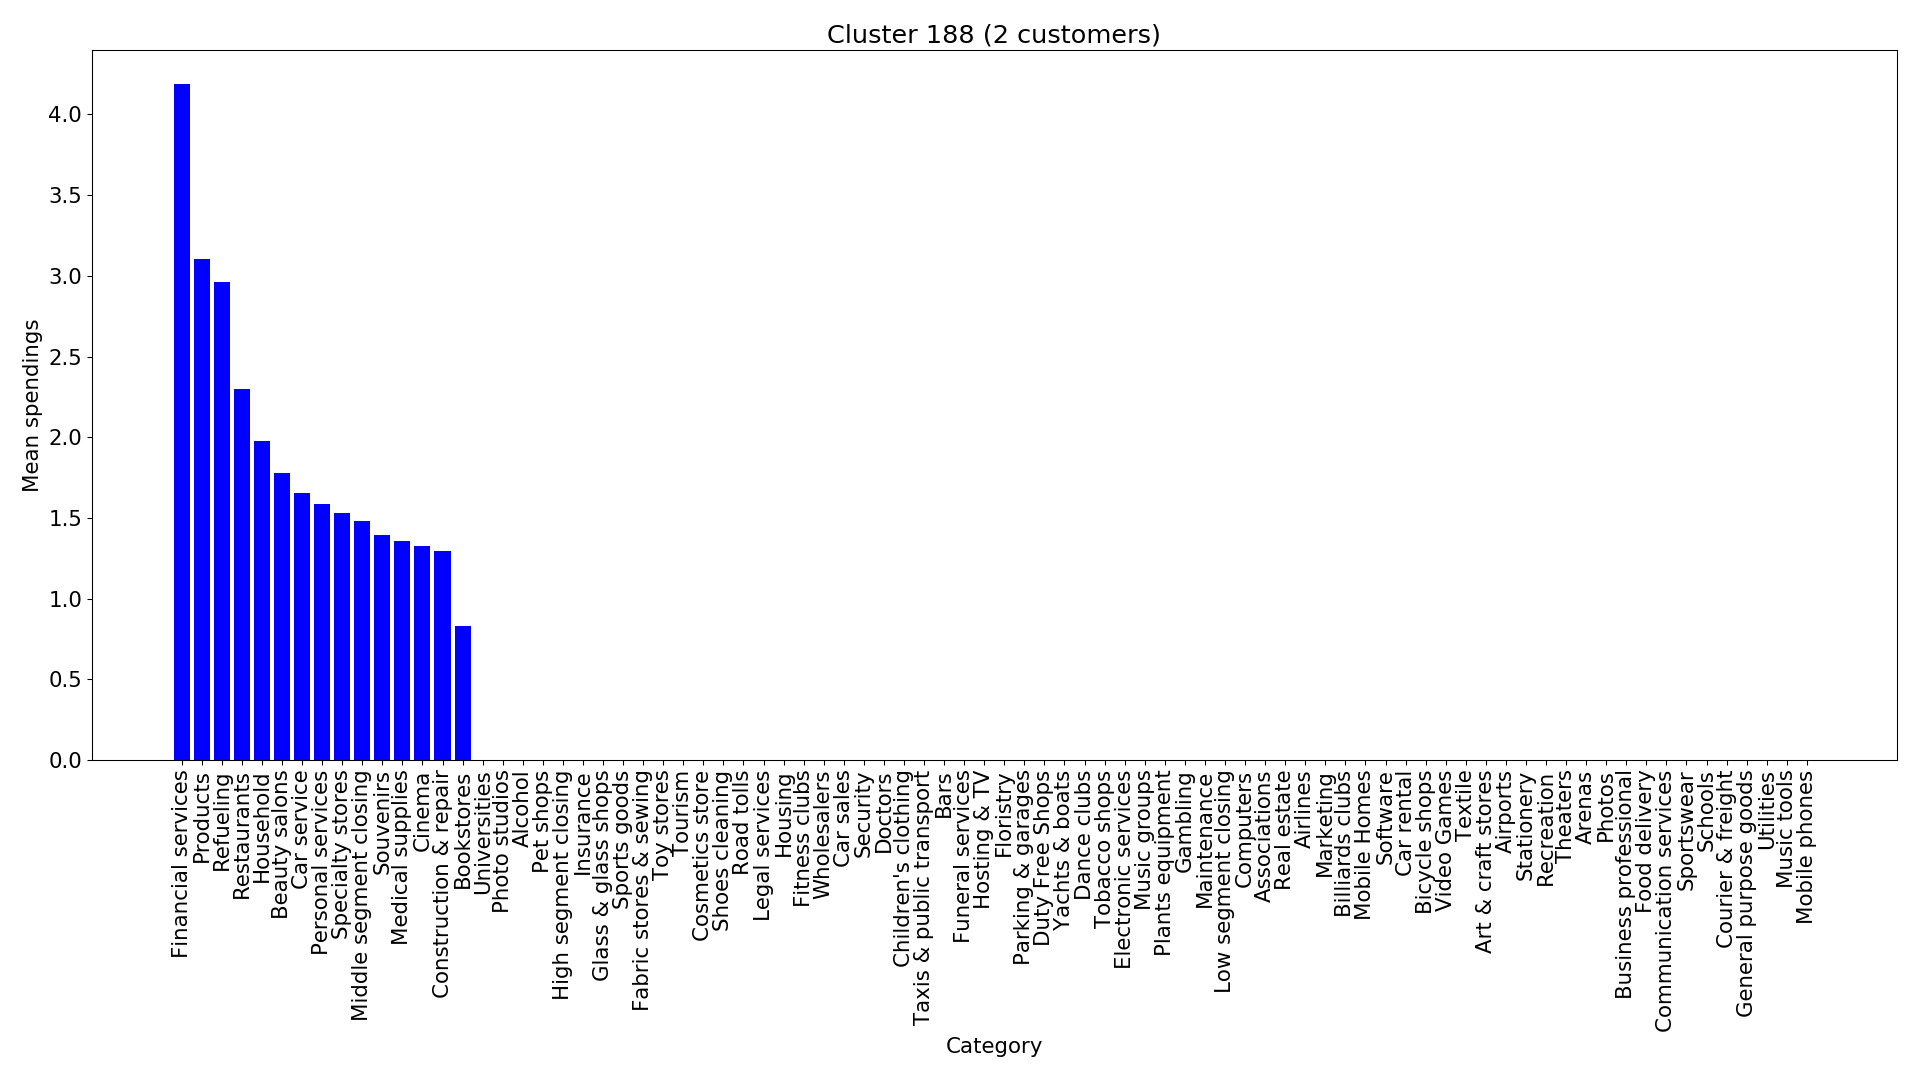 Cluster 188 (2 customers)
4.0
3.5
3.0
2.5
2.0
1.5
1.0
0.5
0.0
Mean spendings
Financial services
Products
Refueling
Restaurants
Household
Beauty salons
Car service
Personal services
Specialty stores
Middle segment closing
Souvenirs
Medical supplies
Cinema
Construction & repair
Bookstores
Universities
Photo studios
Alcohol
Pet shops
High segment closing
Insurance
Glass & glass shops
Sports goods
Fabric stores & sewing
Toy stores
Tourism
Cosmetics store
Shoes cleaning
Road tolls
Legal services
Housing
Fitness clubs
Wholesalers
Car sales
Security
Doctors
Children's clothing
Taxis & public transport
Bars
Funeral services
Hosting & TV
Floristry
Parking & garages
Duty Free Shops
Yachts & boats
Dance clubs
Tobacco shops
Electronic services
Music groups
Plants equipment
Gambling
Maintenance
Low segment closing
Computers
Associations
Real estate
Airlines
Marketing
Billiards clubs
Mobile Homes
Software
Car rental
Bicycle shops
Video Games
Textile
Art & craft stores
Airports
Stationery
Recreation
Theaters
Arenas
Photos
Business professional
Food delivery
Communication services
Sportswear
Schools
Courier & freight
General purpose goods
Utilities
Music tools
Mobile phones
Category